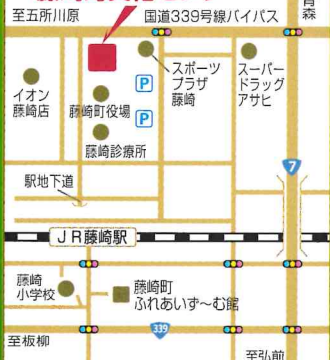 至五所川原
国道339号線バイパス
青森
P
スポーツ
プラザ
藤崎
スーパー
ドラッグ
アサヒ
イオン
藤崎店
藤崎町役場
P
藤崎診療所
駅地下道
7
JR藤崎駅
藤崎
小学校
藤崎町
ふれあいず〜む館
339
至板柳
至弘前